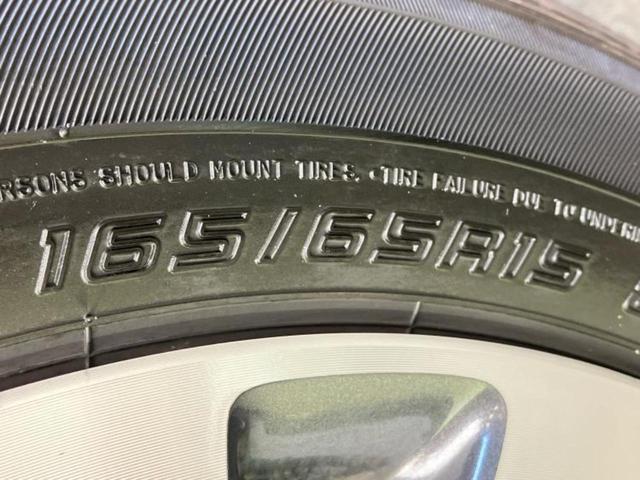 SHOULD MOUNT TIRES. •TIRE FAILURE DUE TO
165/65R15